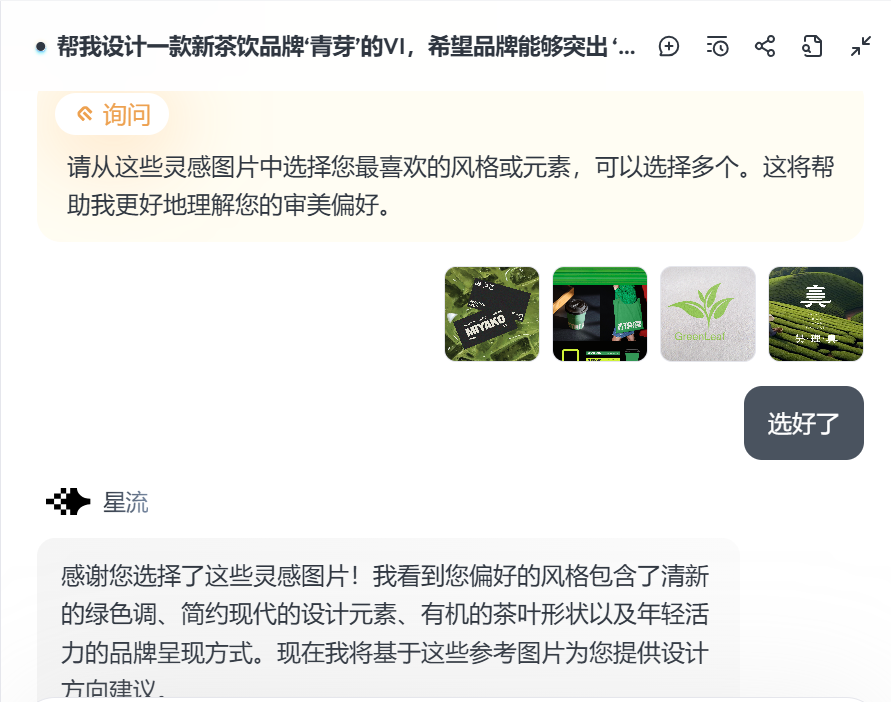 帮我设计一款新茶饮品牌‘青芽’的VI，希望品牌能够突出‘...
询问
请从这些灵感图片中选择您最喜欢的风格或元素，可以选择多个。这将帮
助我更好地理解您的审美偏好。
MIYAKO
GreenLeaf
选好了
星流
感谢您选择了这些灵感图片！我看到您偏好的风格包含了清新
的绿色调、简约现代的设计元素、有机的茶叶形状以及年轻活
力的品牌呈现方式。现在我将基于这些参考图片为您提供设计
方向建议。